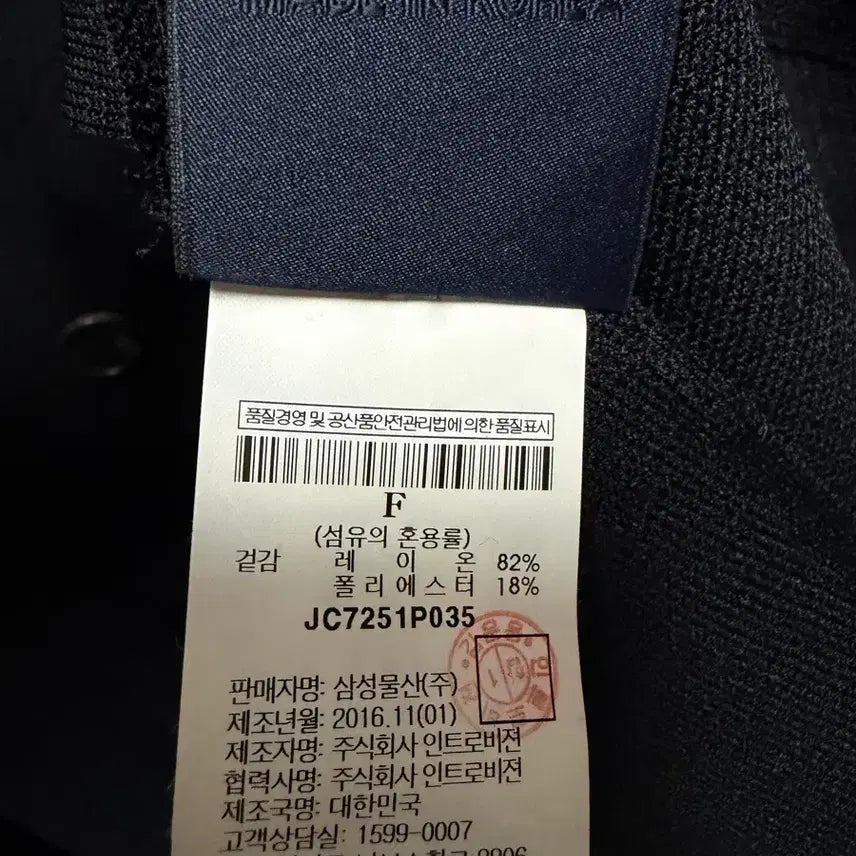 MADE IN KOREA
품질경영 및 공산품안전관리법에 의한 품질표시
F
(섬유의 혼용률)
겉감 레 이 온 82%
폴리에스터 18%
JC7251P035
판매자명: 삼성물산(주)
제조년월: 2016.11(01)
제조자명: 주식회사 인트로비젼
협력사명: 주식회사 인트로비젼
제조국명: 대한민국
고객상담실: 1599-0007